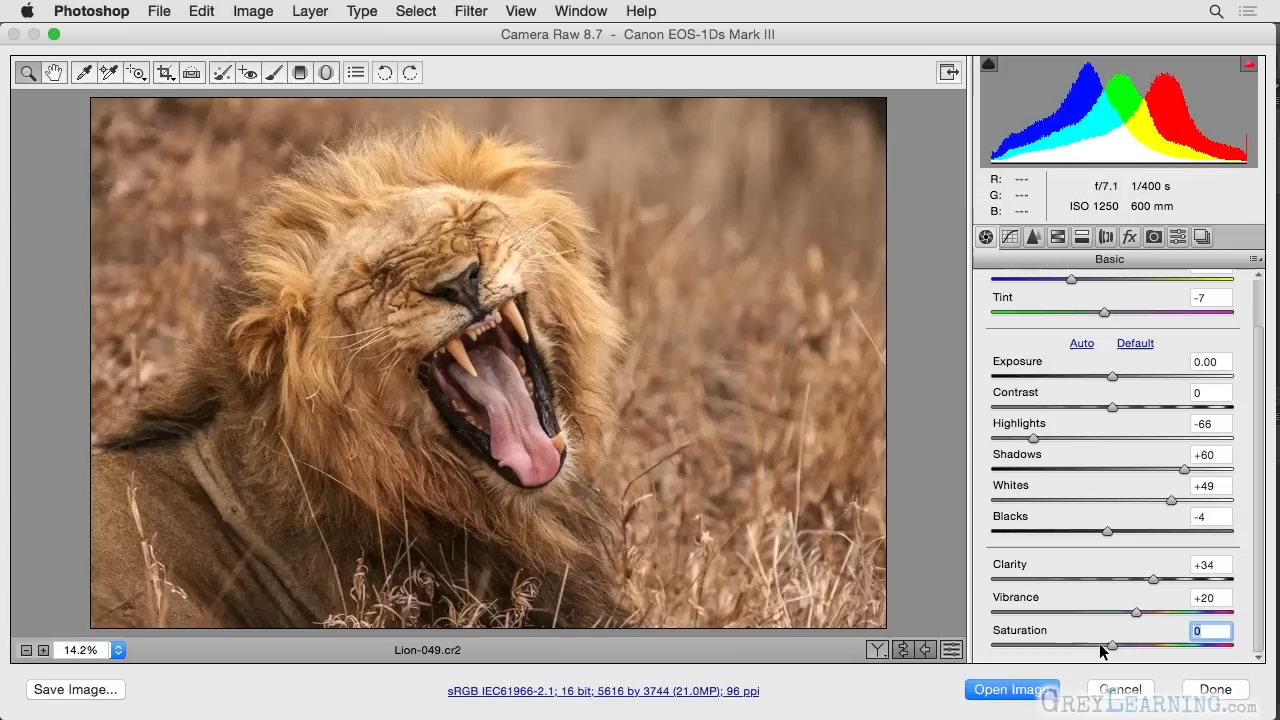 Photoshop File Edit Image Layer Type Select Filter View Window Help
Camera Raw 8.7 - Canon EOS-1Ds Mark III
R: ---
G: ---
B: ---
f/7.1 1/400 s
ISO 1250 600 mm
fx
Basic
Tint -7
Auto Default
Exposure 0.00
Contrast 0
Highlights -66
Shadows +60
Whites +49
Blacks -4
Clarity +34
Vibrance +20
Saturation 0
14.2% Lion-049.cr2 Y
Save Image... sRGB IEC61966-2.1; 16 bit; 5616 by 3744 (21.0MP); 96 ppi Open Image Cancel Done
GREYLEARNING.com